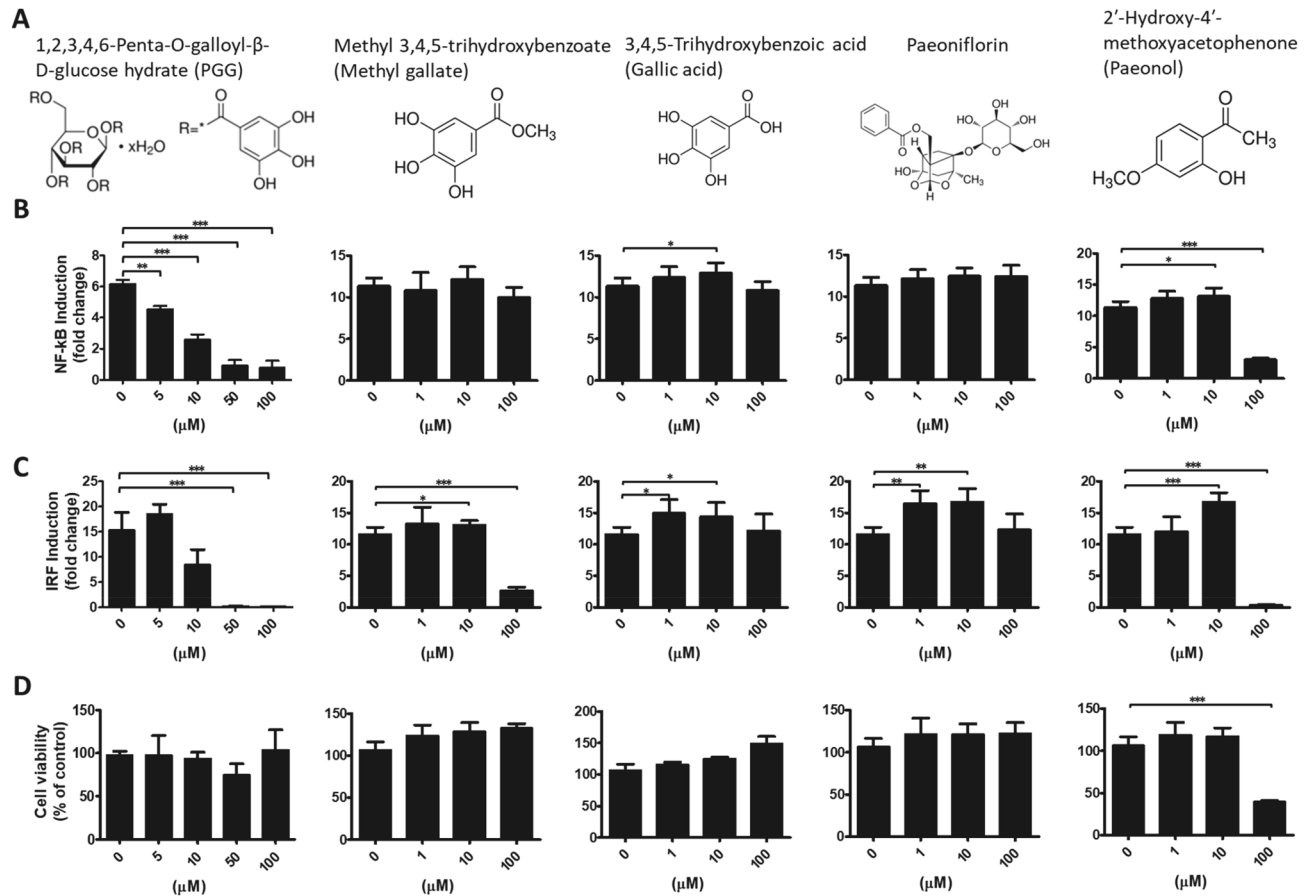 A
1,2,3,4,6-Penta-O-galloyl-β-
D-glucose hydrate (PGG)
Methyl 3,4,5-trihydroxybenzoate
(Methyl gallate)
3,4,5-Trihydroxybenzoic acid
(Gallic acid)
Paeoniflorin
2′-Hydroxy-4′-
methoxyacetophenone
(Paeonol)
RO
O
R
RO
RO
OR
R
R
• xH₂O
R=*
O
OH
OH
OH
O
HO
OCH₃
HO
OH
O
HO
OH
HO
OH
O
O
H
HO
O
H
O
O
CH₃
O
OH
HO
OH
OH
O
CH₃
H₃CO
OH
B
NF-kB Induction
(fold change)
8
6
4
2
0
** *** *** ***
0 5 10 50 100
(μM)
15
10
5
0
0 1 10 100
(μM)
15
10
5
0
*
0 1 10 100
(μM)
15
10
5
0
0 1 10 100
(μM)
20
15
10
5
0
* ***
0 1 10 100
(μM)
C
IRF Induction
(fold change)
25
20
15
10
5
0
*** ***
0 5 10 50 100
(μM)
20
15
10
5
0
* ***
0 1 10 100
(μM)
20
15
10
5
0
* *
0 1 10 100
(μM)
20
15
10
5
0
** **
0 1 10 100
(μM)
20
15
10
5
0
*** ***
0 1 10 100
(μM)
D
Cell viability
(% of control)
150
100
50
0
0 5 10 50 100
(μM)
150
100
50
0
0 1 10 100
(μM)
200
150
100
50
0
0 1 10 100
(μM)
150
100
50
0
0 1 10 100
(μM)
150
100
50
0
***
0 1 10 100
(μM)